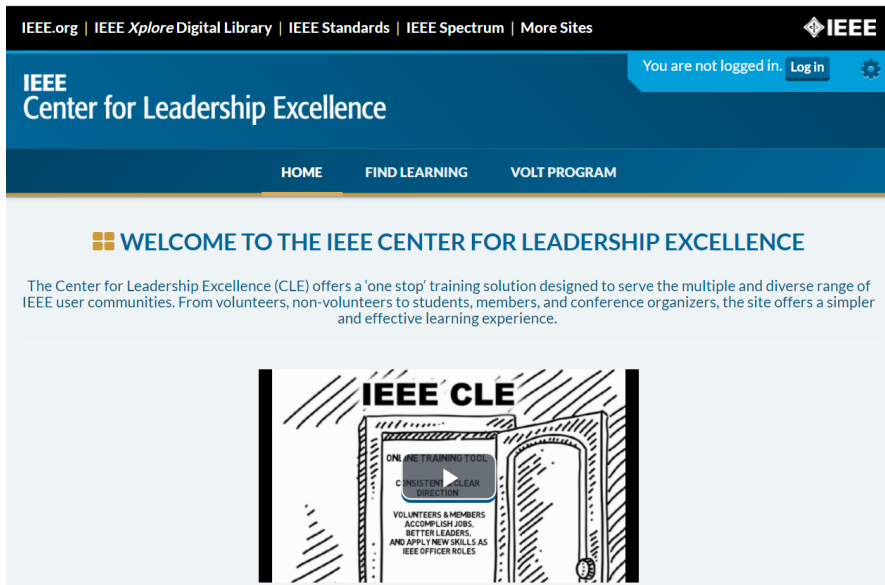 IEEE.org | IEEE Xplore Digital Library | IEEE Standards | IEEE Spectrum | More Sites
IEEE
You are not logged in. Log in
IEEE
Center for Leadership Excellence
HOME FIND LEARNING VOLT PROGRAM
WELCOME TO THE IEEE CENTER FOR LEADERSHIP EXCELLENCE
The Center for Leadership Excellence (CLE) offers a 'one stop' training solution designed to serve the multiple and diverse range of
IEEE user communities. From volunteers, non-volunteers to students, members, and conference organizers, the site offers a simpler
and effective learning experience.
IEEE CLE
ONLINE TRAINING TOOL
CONSISTENT & CLEAR
DIRECTION
VOLUNTEERS & MEMBERS
ACCOMPLISH JOBS,
BETTER LEADERS,
AND APPLY NEW SKILLS AS
IEEE OFFICER ROLES